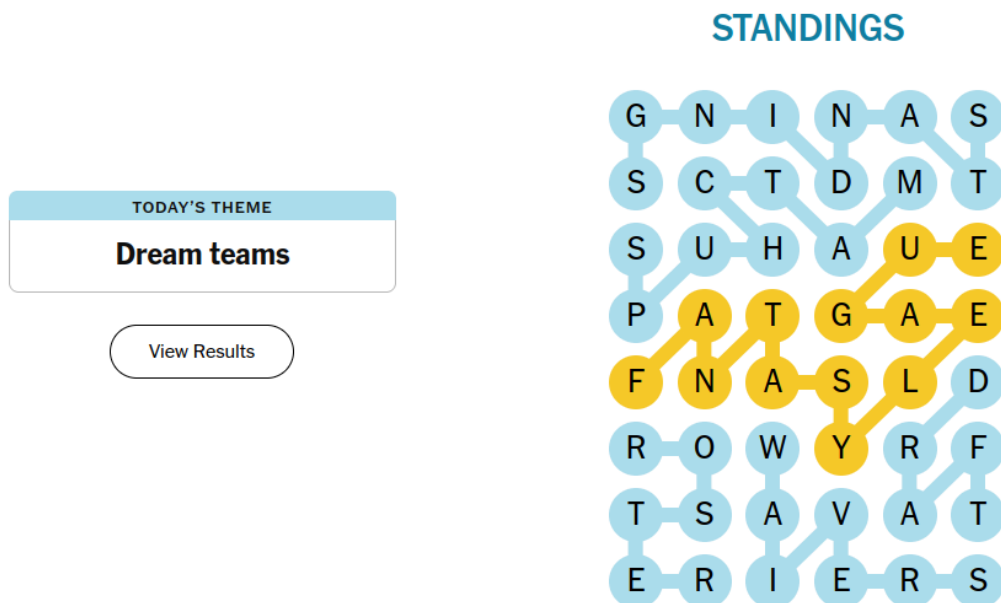 STANDINGS
G N I N A S
S C T D M T
TODAY'S THEME
Dream teams
S U H A U E
P A T G A E
View Results
F N A S L D
R O W Y R F
T S A V A T
E R I E R S